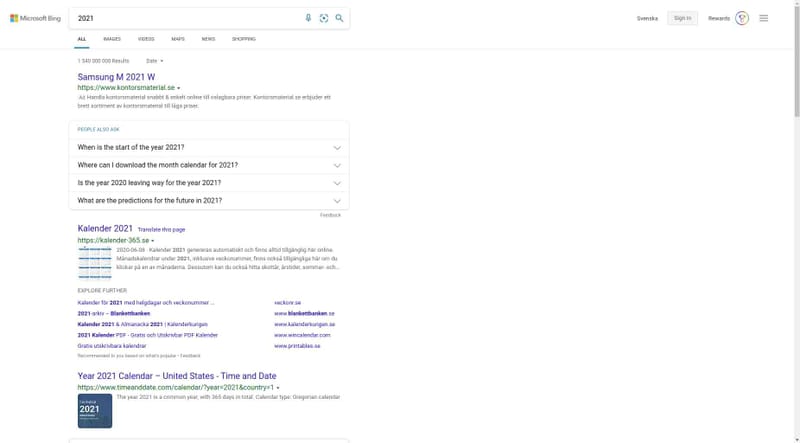 Microsoft Bing
2021
Svenska
Sign in
Rewards
ALL IMAGES VIDEOS MAPS NEWS SHOPPING
1 540 000 000 Results Date
Samsung M 2021 W
https://www.kontorsmaterial.se
Ad Handla kontorsmaterial snabbt & enkelt online till oslagbara priser. Kontorsmaterial.se erbjuder ett
brett sortiment av kontorsmaterial till låga priser.
PEOPLE ALSO ASK
When is the start of the year 2021?
Where can I download the month calendar for 2021?
Is the year 2020 leaving way for the year 2021?
What are the predictions for the future in 2021?
Feedback
Kalender 2021 Translate this page
https://kalender-365.se
2020-06-08 · Kalender 2021 genereras automatiskt och finns alltid tillgänglig här online.
Månadskalendrar under 2021, inklusive veckonummer, finns också tillgängliga här om du
klickar på en av månaderna. Dessutom kan du också hitta skottår, årstider, sommar- och...
EXPLORE FURTHER
Kalender för 2021 med helgdagar och veckonummer ... veckonr.se
2021-arkiv – Blankettbanken www.blankettbanken.se
Kalender 2021 & Almanacka 2021 | Kalenderkungen www.kalenderkungen.se
2021 Kalender PDF - Gratis och Utskrivbar PDF Kalender www.wincalendar.com
Gratis utskrivbara kalendrar www.printables.se
Recommended to you based on what's popular • Feedback
Year 2021 Calendar – United States - Time and Date
https://www.timeanddate.com/calendar/?year=2021&country=1
The year 2021 is a common year, with 365 days in total. Calendar type: Gregorian calendar
2021